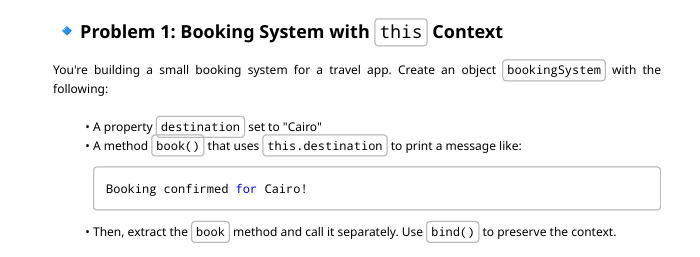 🔹 Problem 1: Booking System with this Context
You're building a small booking system for a travel app. Create an object bookingSystem with the
following:
• A property destination set to "Cairo"
• A method book() that uses this.destination to print a message like:
Booking confirmed for Cairo!
• Then, extract the book method and call it separately. Use bind() to preserve the context.